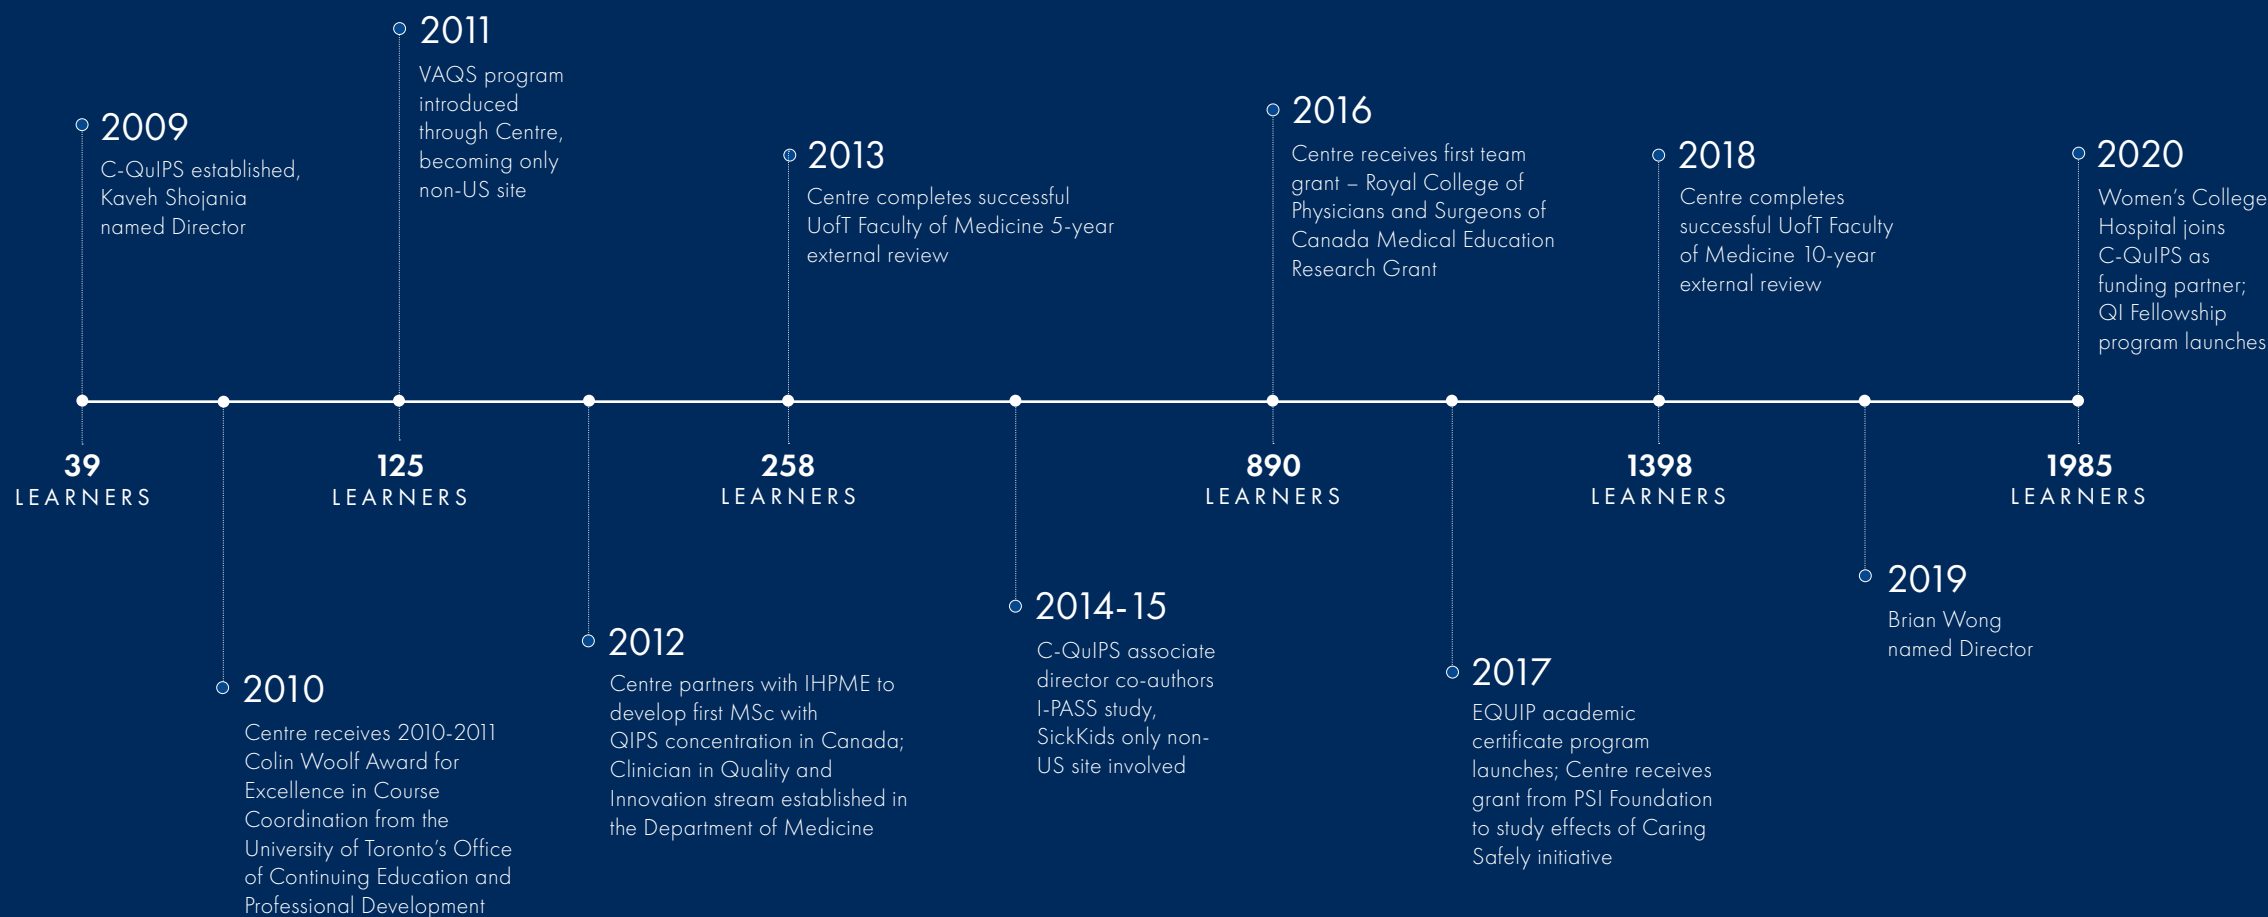 2011
VAQS program
introduced
through Centre,
becoming only
non-US site
2009
C-QuIPS established,
Kaveh Shojania
named Director
2013
Centre completes successful
UofT Faculty of Medicine 5-year
external review
2016
Centre receives first team
grant – Royal College of
Physicians and Surgeons of
Canada Medical Education
Research Grant
2018
Centre completes
successful UofT Faculty
of Medicine 10-year
external review
2020
Women’s College
Hospital joins
C-QuIPS as
funding partner;
QI Fellowship
program launches
39
LEARNERS
125
LEARNERS
258
LEARNERS
890
LEARNERS
1398
LEARNERS
1985
LEARNERS
2010
Centre receives 2010-2011
Colin Woolf Award for
Excellence in Course
Coordination from the
University of Toronto’s Office
of Continuing Education and
Professional Development
2012
Centre partners with IHPME to
develop first MSc with
QIPS concentration in Canada;
Clinician in Quality and
Innovation stream established in
the Department of Medicine
2014-15
C-QuIPS associate
director co-authors
I-PASS study,
SickKids only non-
US site involved
2017
EQUIP academic
certificate program
launches; Centre receives
grant from PSI Foundation
to study effects of Caring
Safely initiative
2019
Brian Wong
named Director